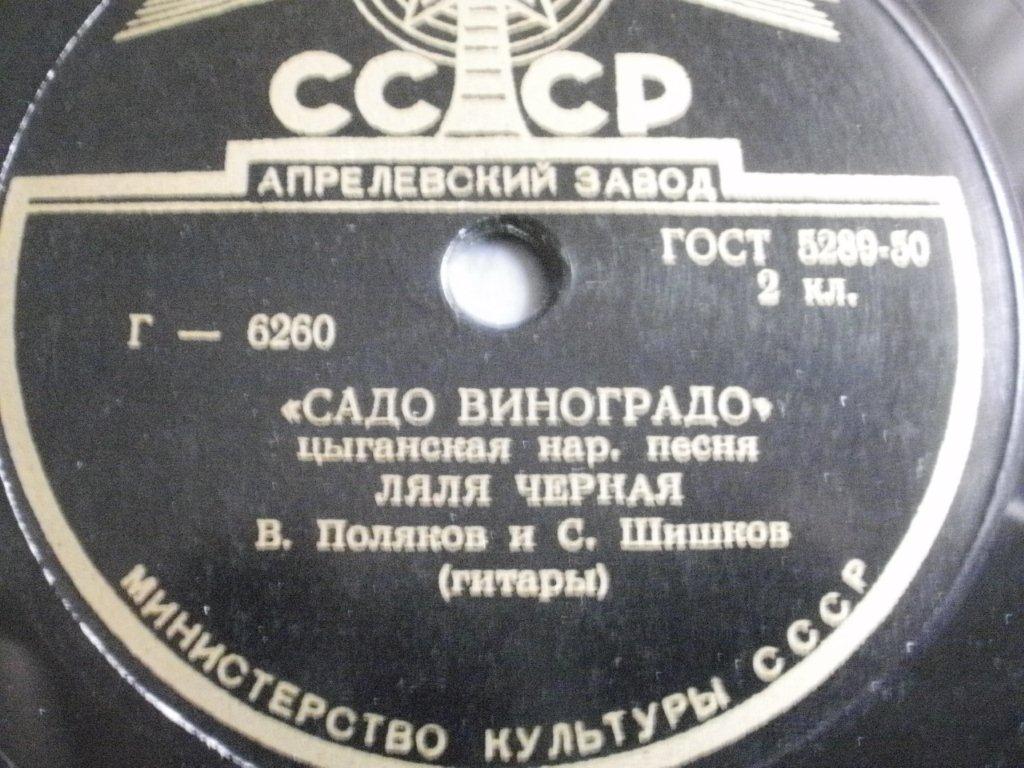 СССР
АПРЕЛЕВСКИЙ ЗАВОД
ГОСТ 5289-50
2 кл.
Г — 6260
«САДО ВИНОГРАДО»
цыганская нар. песня
ЛЯЛЯ ЧЕРНАЯ
В. Поляков и С. Шишков
(гитары)
МИНИСТЕРСТВО КУЛЬТУРЫ СССР